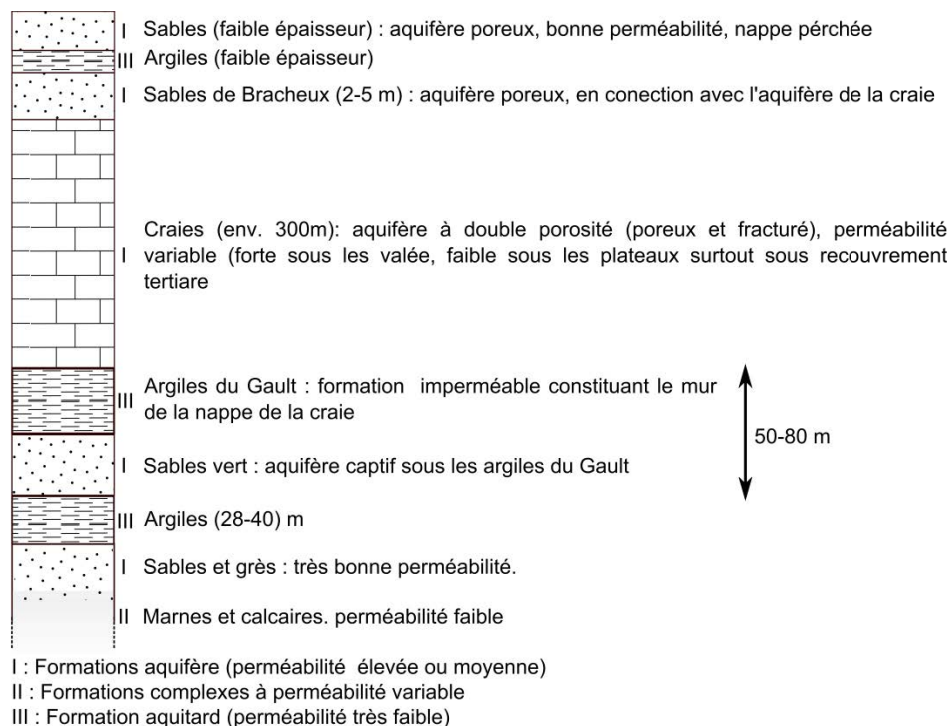 I Sables (faible épaisseur) : aquifère poreux, bonne perméabilité, nappe pérchée
III Argiles (faible épaisseur)
I Sables de Bracheux (2-5 m) : aquifère poreux, en conection avec l'aquifère de la craie
Craies (env. 300m): aquifère à double porosité (poreux et fracturé), perméabilité
I variable (forte sous les valée, faible sous les plateaux surtout sous recouvrement
tertiare
Argiles du Gault : formation imperméable constituant le mur
III de la nappe de la craie
50-80 m
I Sables vert : aquifère captif sous les argiles du Gault
III Argiles (28-40) m
I Sables et grès : très bonne perméabilité.
II Marnes et calcaires. perméabilité faible
I : Formations aquifère (perméabilité élevée ou moyenne)
II : Formations complexes à perméabilité variable
III : Formation aquitard (perméabilité très faible)